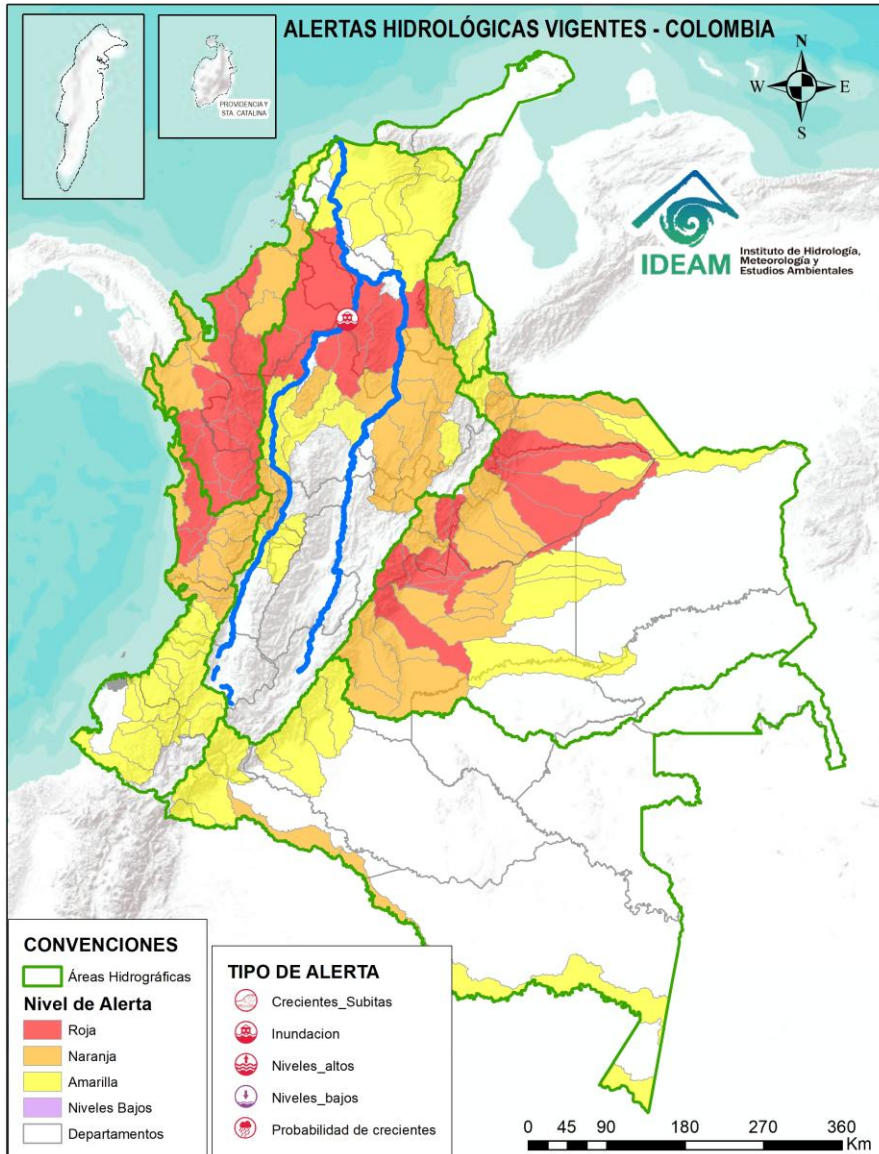 ALERTAS HIDROLÓGICAS VIGENTES - COLOMBIA
PROVIDENCIA Y
STA. CATALINA
N
W
E
S
IDEAM
Instituto de Hidrología,
Meteorología y
Estudios Ambientales
CONVENCIONES
Áreas Hidrográficas
Nivel de Alerta
Roja
Naranja
Amarilla
Niveles Bajos
Departamentos
TIPO DE ALERTA
Crecientes_Subitas
Inundacion
Niveles_altos
Niveles_bajos
Probabilidad de crecientes
0 45 90 180 270 360
Km